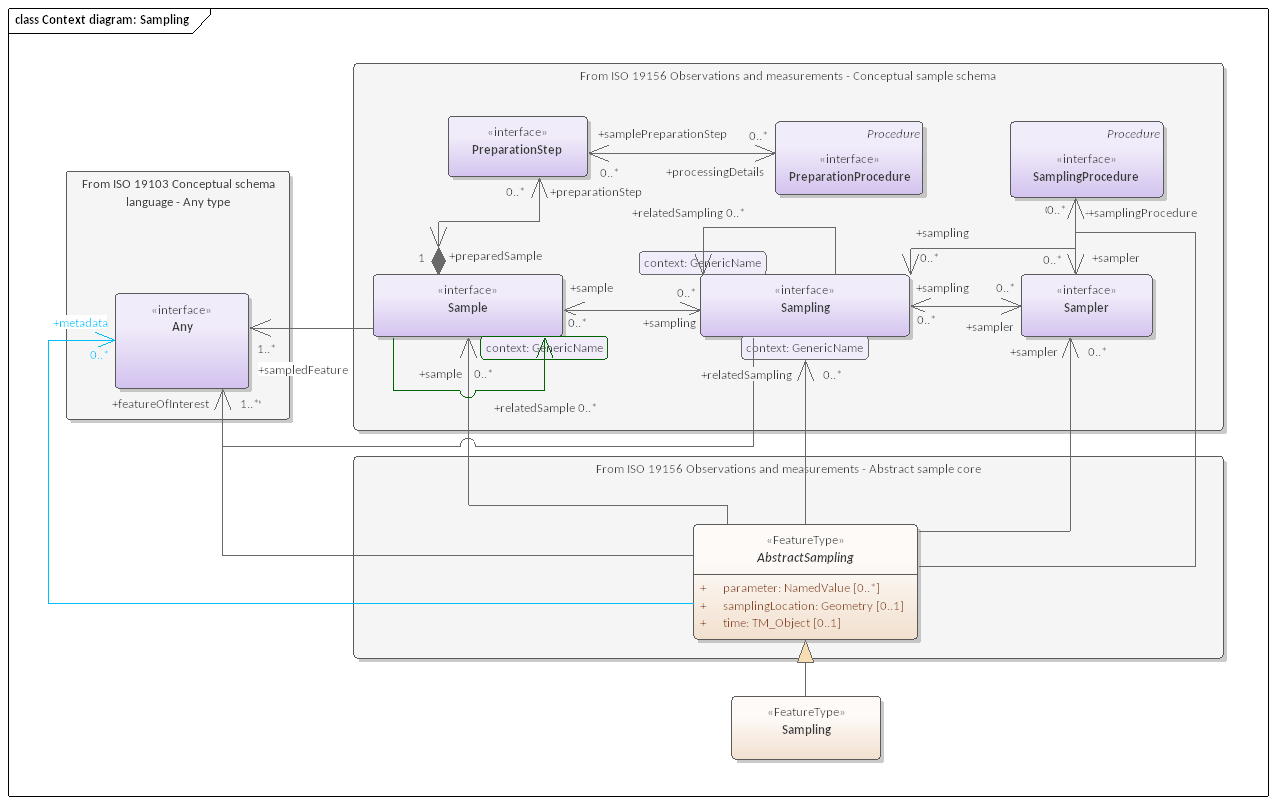 class Context diagram: Sampling
From ISO 19156 Observations and measurements - Conceptual sample schema
«interface»
PreparationStep
+samplePreparationStep 0..*
0..* +processingDetails
Procedure
«interface»
PreparationProcedure
Procedure
«interface»
SamplingProcedure
From ISO 19103 Conceptual schema
language - Any type
0..* +preparationStep
+relatedSampling 0..*
0..* +samplingProcedure
+sampling
0..*
1 +preparedSample
context: GenericName
0..* +sampler
«interface»
Sample
+sample 0..*
0..* +sampling
«interface»
Sampling
+sampling 0..*
0..* +sampler
«interface»
Sampler
«interface»
Any
+metadata
0..*
1..*
+sampledFeature
context: GenericName
context: GenericName
+sampler 0..*
+sample 0..*
+relatedSampling 0..*
+featureOfInterest 1..*
+relatedSample 0..*
From ISO 19156 Observations and measurements - Abstract sample core
«FeatureType»
AbstractSampling
+ parameter: NamedValue [0..*]
+ samplingLocation: Geometry [0..1]
+ time: TM_Object [0..1]
«FeatureType»
Sampling